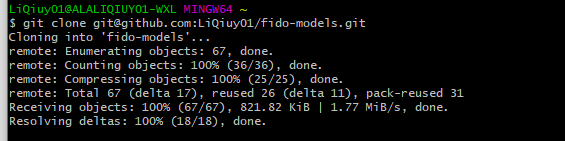 LiQiuy01@ALALIQIUY01-WXL MINGW64 ~
$ git clone git@github.com:LiQiuy01/fido-models.git
Cloning into 'fido-models'...
remote: Enumerating objects: 67, done.
remote: Counting objects: 100% (36/36), done.
remote: Compressing objects: 100% (25/25), done.
remote: Total 67 (delta 17), reused 26 (delta 11), pack-reused 31
Receiving objects: 100% (67/67), 821.82 KiB | 1.77 MiB/s, done.
Resolving deltas: 100% (18/18), done.